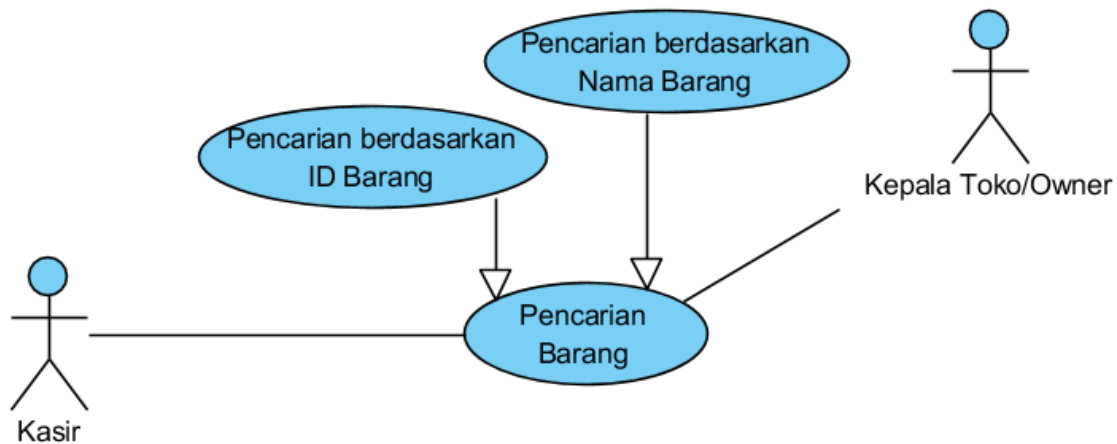 Pencarian berdasarkan
Nama Barang
Pencarian berdasarkan
ID Barang
Kepala Toko/Owner
Pencarian
Barang
Kasir